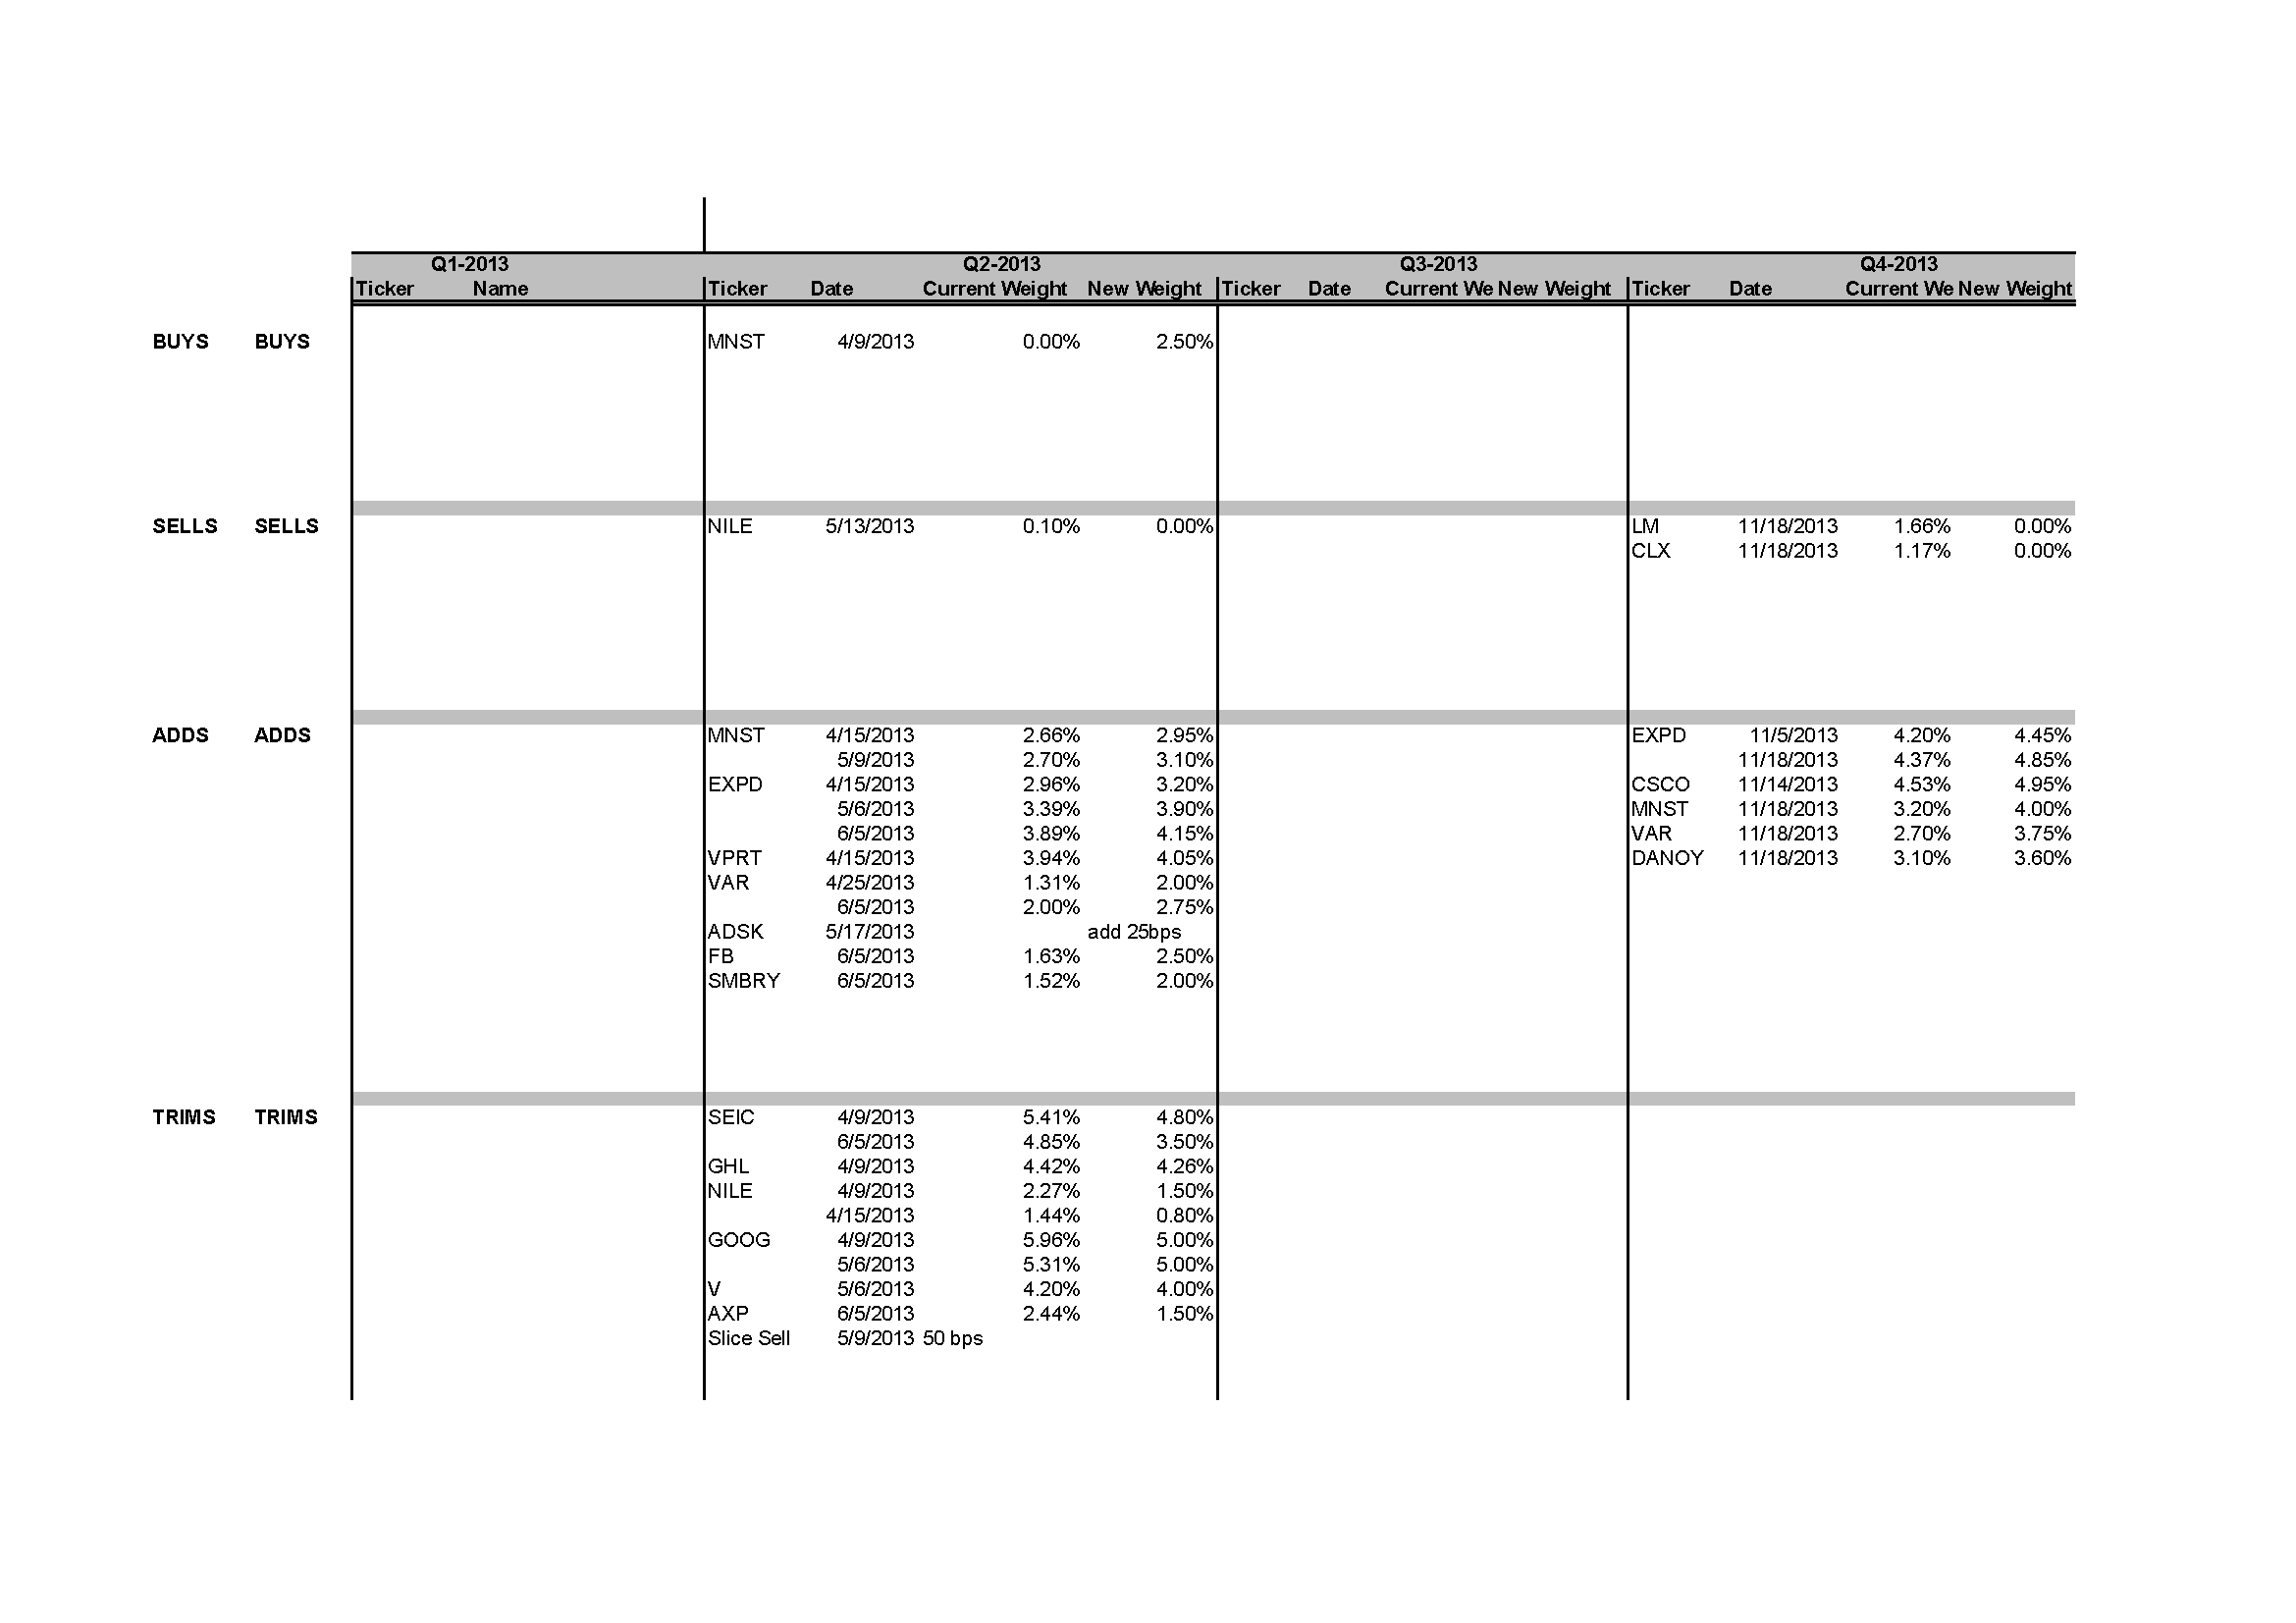 Q1-2013 Q2-2013 Q3-2013 Q4-2013
Ticker Name Ticker Date Current Weight New Weight Ticker Date Current We New Weight Ticker Date Current We New Weight
BUYS BUYS MNST 4/9/2013 0.00% 2.50%
SELLS SELLS NILE 5/13/2013 0.10% 0.00% LM 11/18/2013 1.66% 0.00%
CLX 11/18/2013 1.17% 0.00%
ADDS ADDS MNST 4/15/2013 2.66% 2.95% EXPD 11/5/2013 4.20% 4.45%
5/9/2013 2.70% 3.10% 11/18/2013 4.37% 4.85%
EXPD 4/15/2013 2.96% 3.20% CSCO 11/14/2013 4.53% 4.95%
5/6/2013 3.39% 3.90% MNST 11/18/2013 3.20% 4.00%
6/5/2013 3.89% 4.15% VAR 11/18/2013 2.70% 3.75%
VPRT 4/15/2013 3.94% 4.05% DANOY 11/18/2013 3.10% 3.60%
VAR 4/25/2013 1.31% 2.00%
6/5/2013 2.00% 2.75%
ADSK 5/17/2013 add 25bps
FB 6/5/2013 1.63% 2.50%
SMBRY 6/5/2013 1.52% 2.00%
TRIMS TRIMS SEIC 4/9/2013 5.41% 4.80%
6/5/2013 4.85% 3.50%
GHL 4/9/2013 4.42% 4.26%
NILE 4/9/2013 2.27% 1.50%
4/15/2013 1.44% 0.80%
GOOG 4/9/2013 5.96% 5.00%
5/6/2013 5.31% 5.00%
V 5/6/2013 4.20% 4.00%
AXP 6/5/2013 2.44% 1.50%
Slice Sell 5/9/2013 50 bps